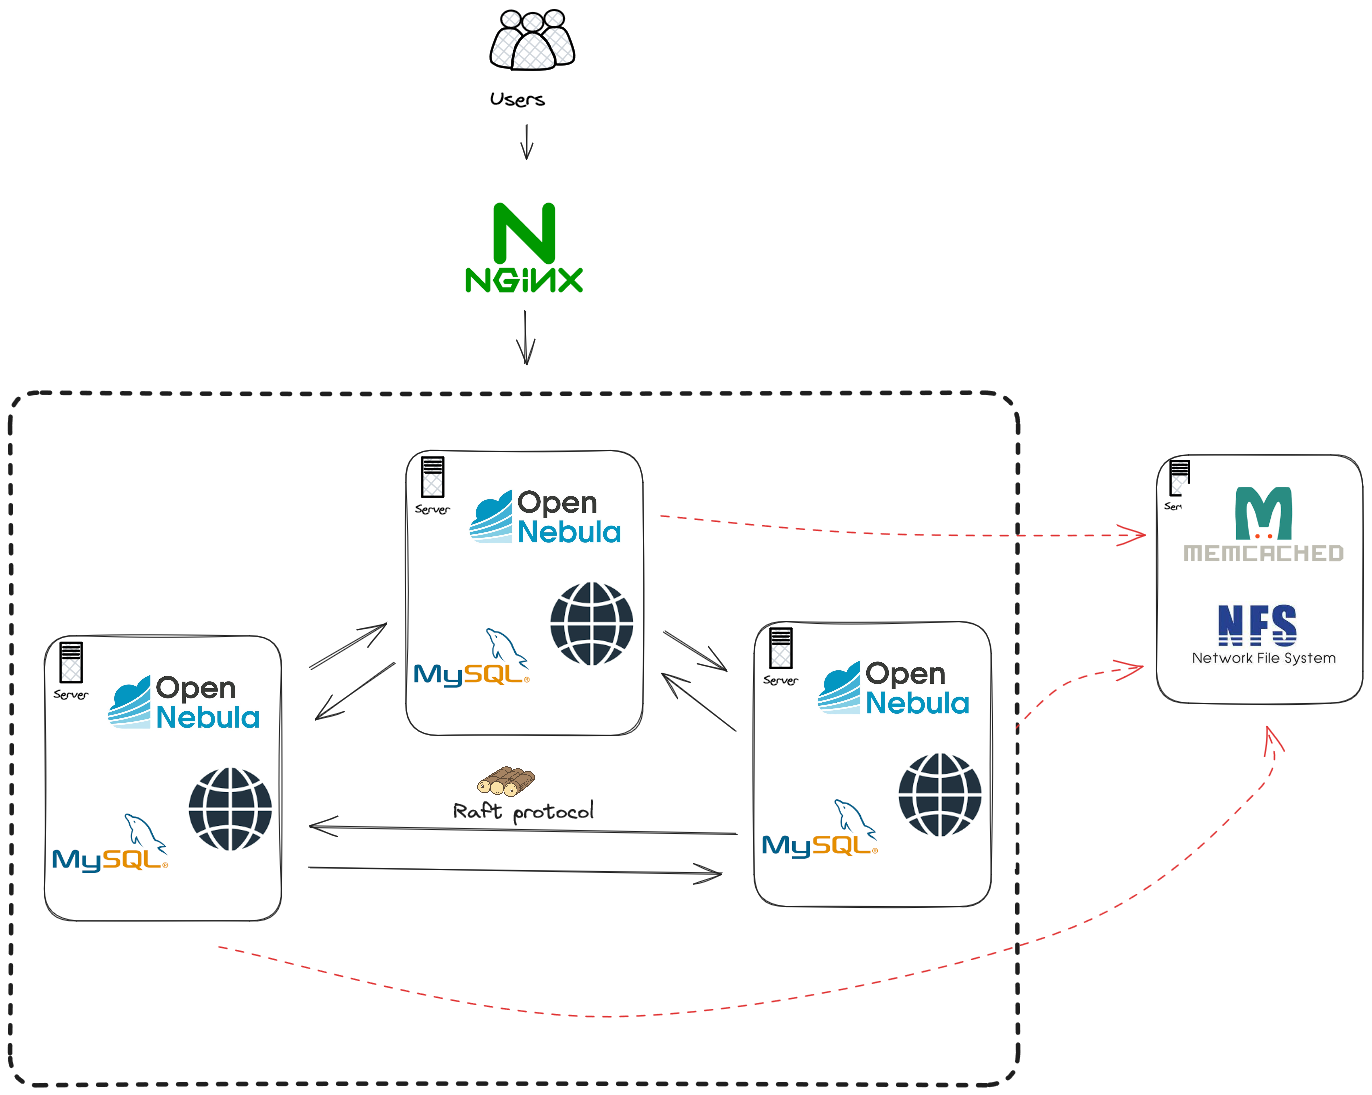 Users
N
NGiNX
Server
Open
Nebula
MySQL®
Server
Open
Nebula
MySQL®
Server
Open
Nebula
MySQL®
Raft protocol
Ser
M
MEMCACHED
NFS
Network File System